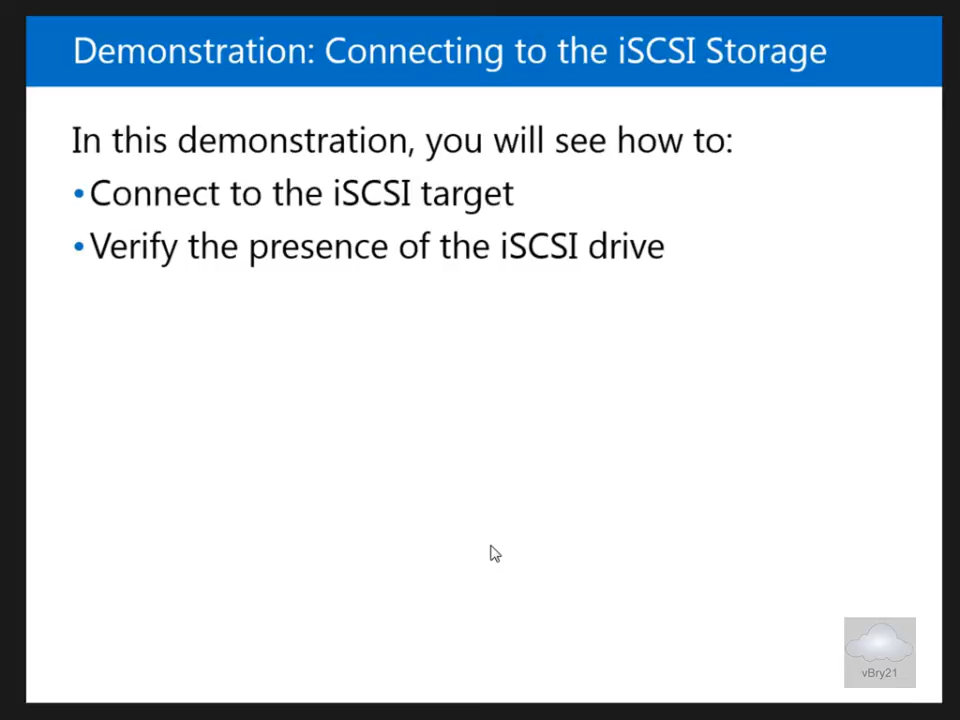 Demonstration: Connecting to the iSCSI Storage
In this demonstration, you will see how to:
•Connect to the iSCSI target
•Verify the presence of the iSCSI drive
vBry21